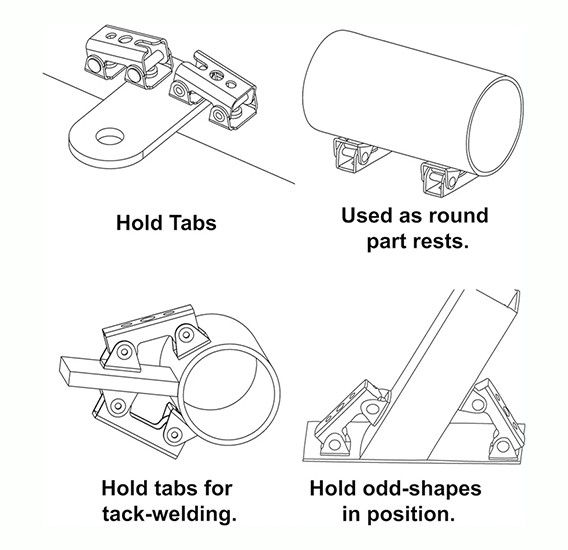 Hold Tabs
Used as round
part rests.
Hold tabs for
tack-welding.
Hold odd-shapes
in position.